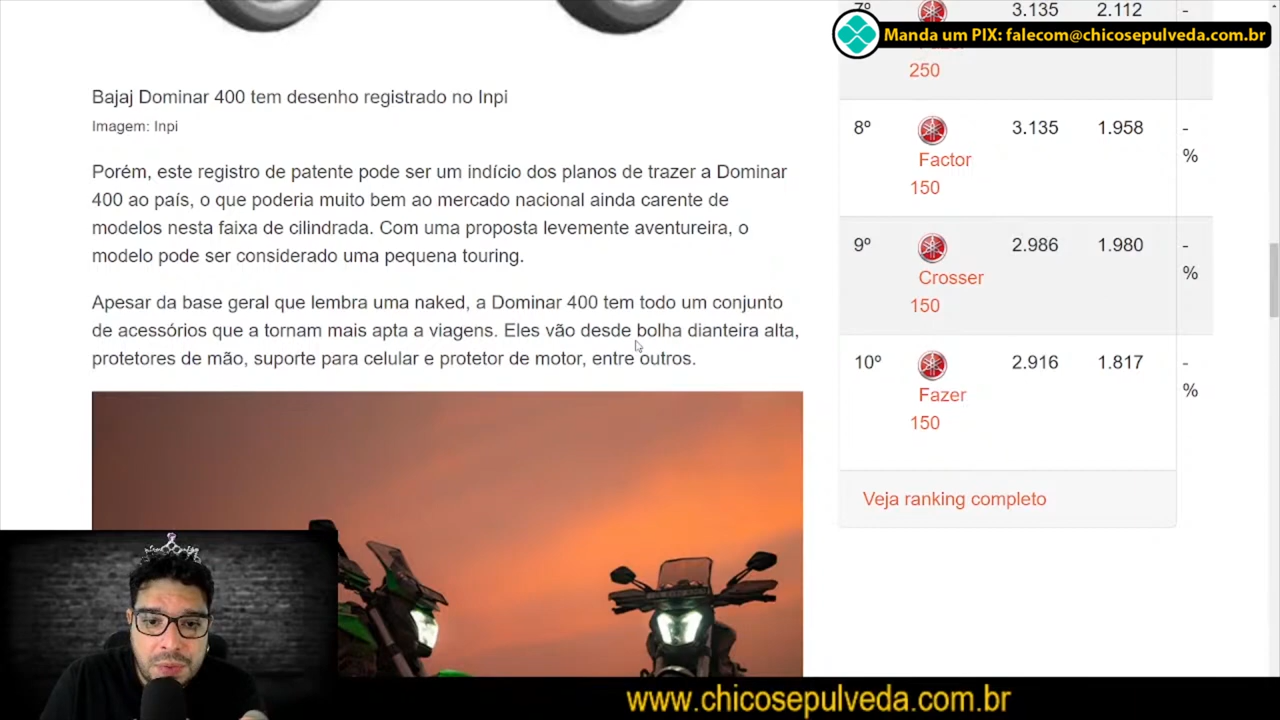 7º 3.135 2.112 -
250
Manda um PIX: falecom@chicosepulveda.com.br
Bajaj Dominar 400 tem desenho registrado no Inpi
Imagem: Inpi
Porém, este registro de patente pode ser um indício dos planos de trazer a Dominar
400 ao país, o que poderia muito bem ao mercado nacional ainda carente de
modelos nesta faixa de cilindrada. Com uma proposta levemente aventureira, o
modelo pode ser considerado uma pequena touring.
Apesar da base geral que lembra uma naked, a Dominar 400 tem todo um conjunto
de acessórios que a tornam mais apta a viagens. Eles vão desde bolha dianteira alta,
protetores de mão, suporte para celular e protetor de motor, entre outros.
8º 3.135 1.958 -
%
Factor
150
9º 2.986 1.980 -
%
Crosser
150
10º 2.916 1.817 -
%
Fazer
150
Veja ranking completo
www.chicosepulveda.com.br